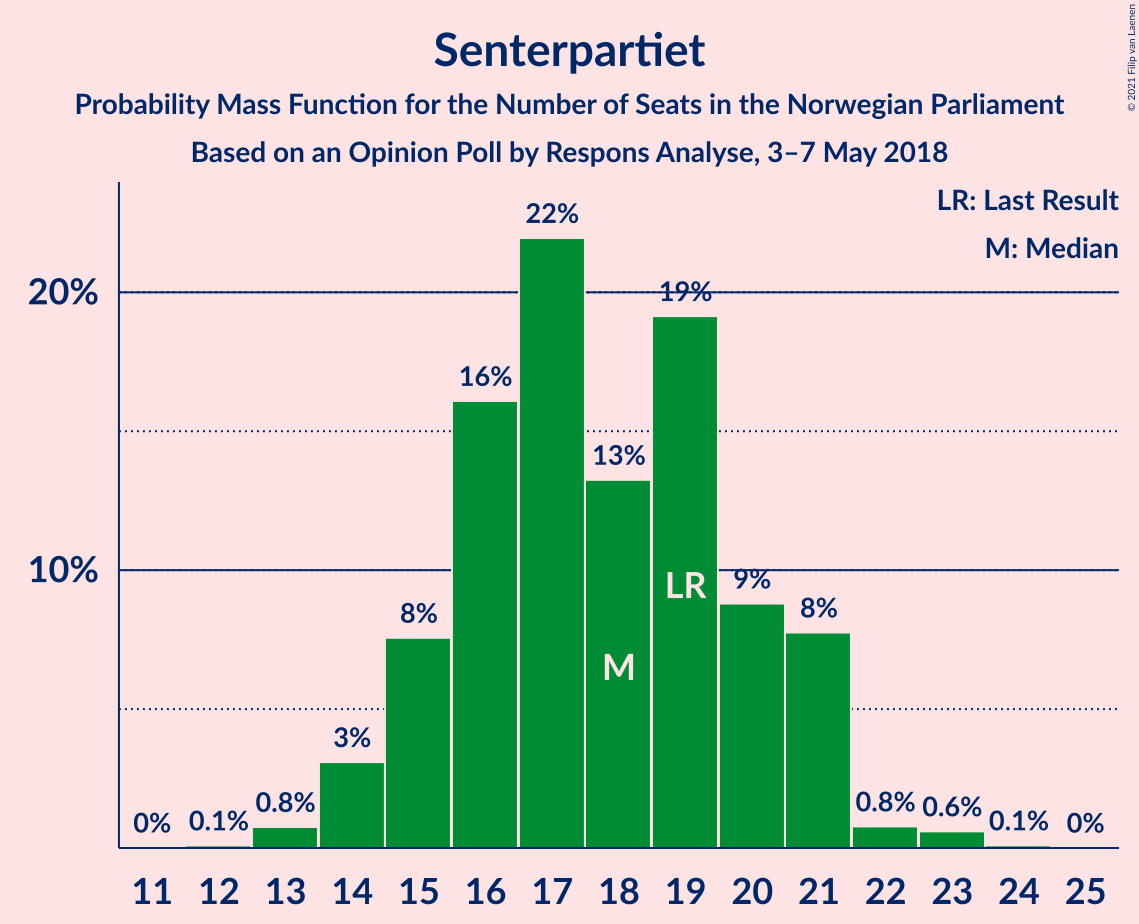 Senterpartiet
Probability Mass Function for the Number of Seats in the Norwegian Parliament
Based on an Opinion Poll by Respons Analyse, 3–7 May 2018
© 2021 Filip van Laenen
LR: Last Result
M: Median
20%
10%
0%
0.1%
0.8%
3%
8%
16%
22%
13%
19%
9%
8%
0.8%
0.6%
0.1%
0%
M
LR
11 12 13 14 15 16 17 18 19 20 21 22 23 24 25